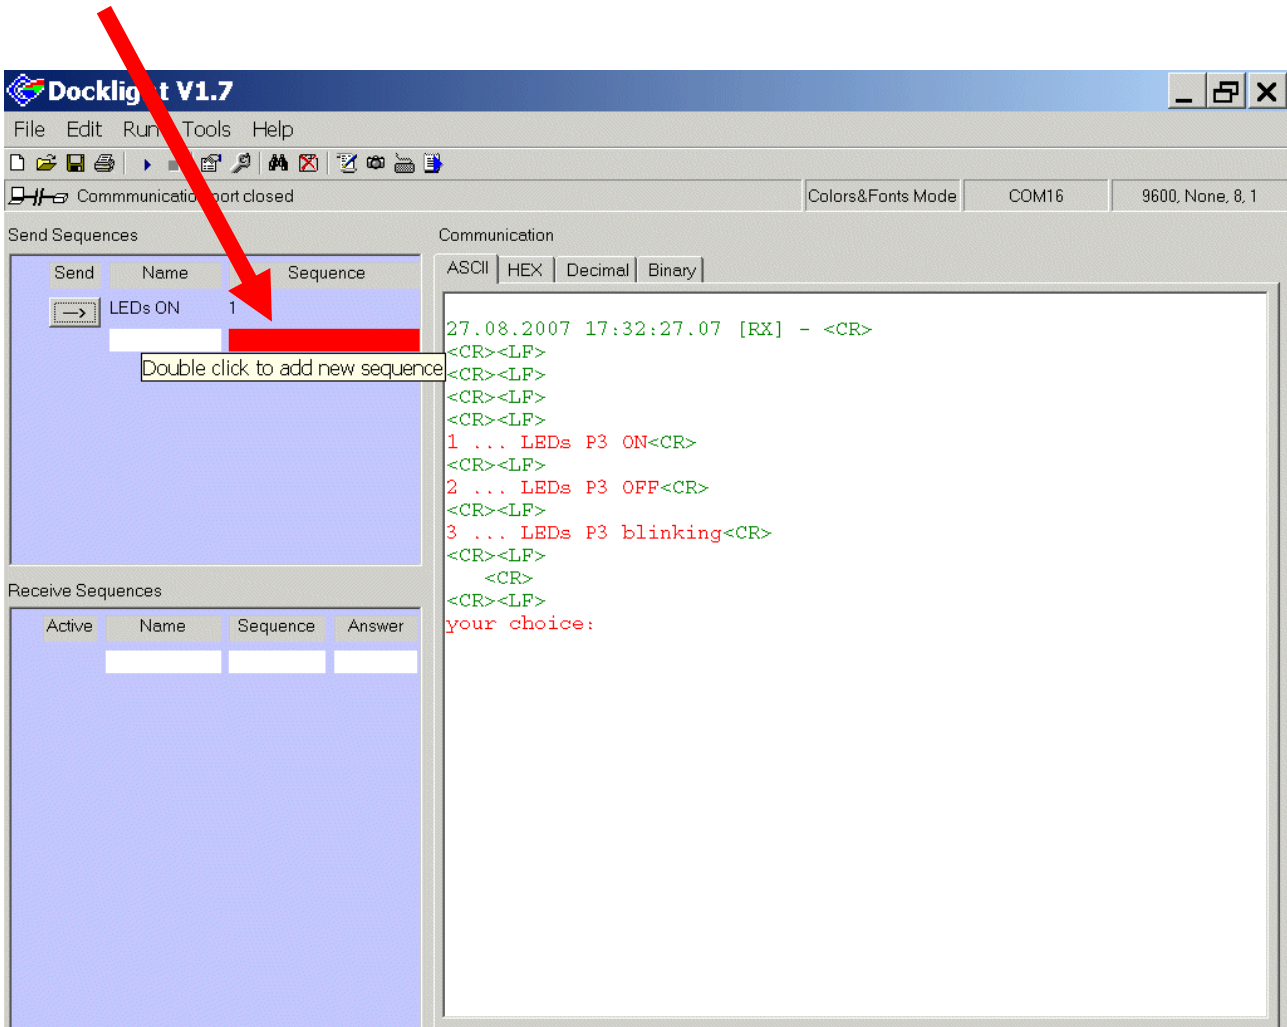 Docklight V1.7
File Edit Run Tools Help
Commmunication port closed Colors&Fonts Mode COM16 9600, None, 8, 1
Send Sequences
Send Name Sequence
---> LEDs ON 1
Double click to add new sequence
Receive Sequences
Active Name Sequence Answer
Communication
ASCII HEX Decimal Binary
27.08.2007 17:32:27.07 [RX] - <CR>
<CR><LF>
<CR><LF>
<CR><LF>
<CR><LF>
1 ... LEDs P3 ON<CR>
<CR><LF>
2 ... LEDs P3 OFF<CR>
<CR><LF>
3 ... LEDs P3 blinking<CR>
<CR><LF>
<CR>
<CR><LF>
your choice: